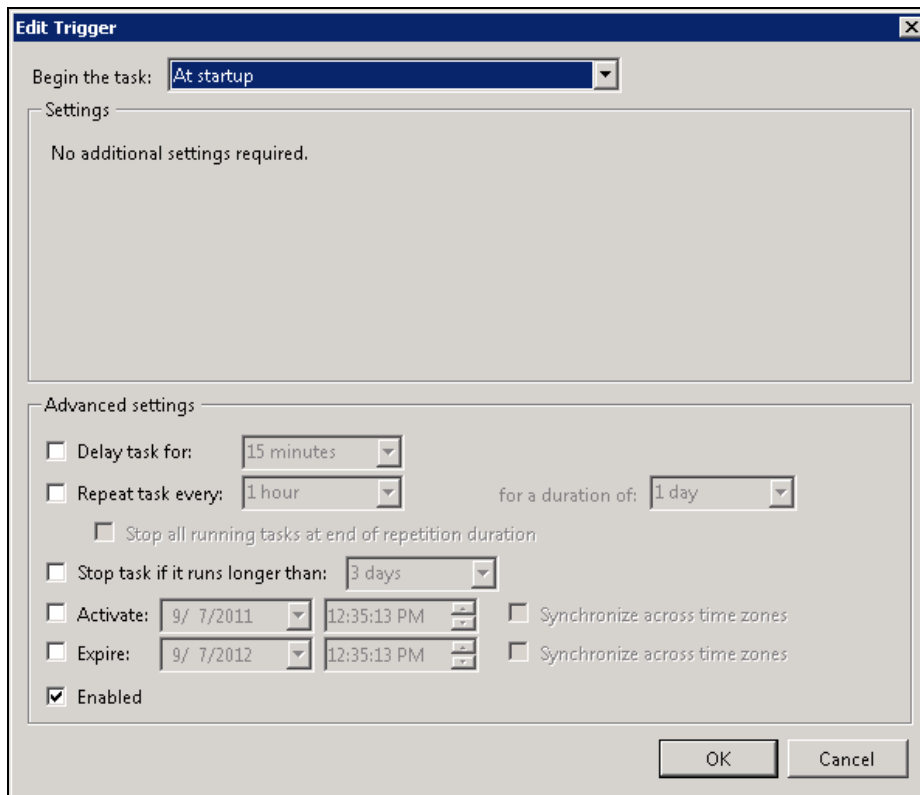 Edit Trigger
Begin the task: At startup
Settings
No additional settings required.
Advanced settings
Delay task for: 15 minutes
Repeat task every: 1 hour for a duration of: 1 day
Stop all running tasks at end of repetition duration
Stop task if it runs longer than: 3 days
Activate: 9/ 7/2011 12:35:13 PM Synchronize across time zones
Expire: 9/ 7/2012 12:35:13 PM Synchronize across time zones
Enabled
OK Cancel